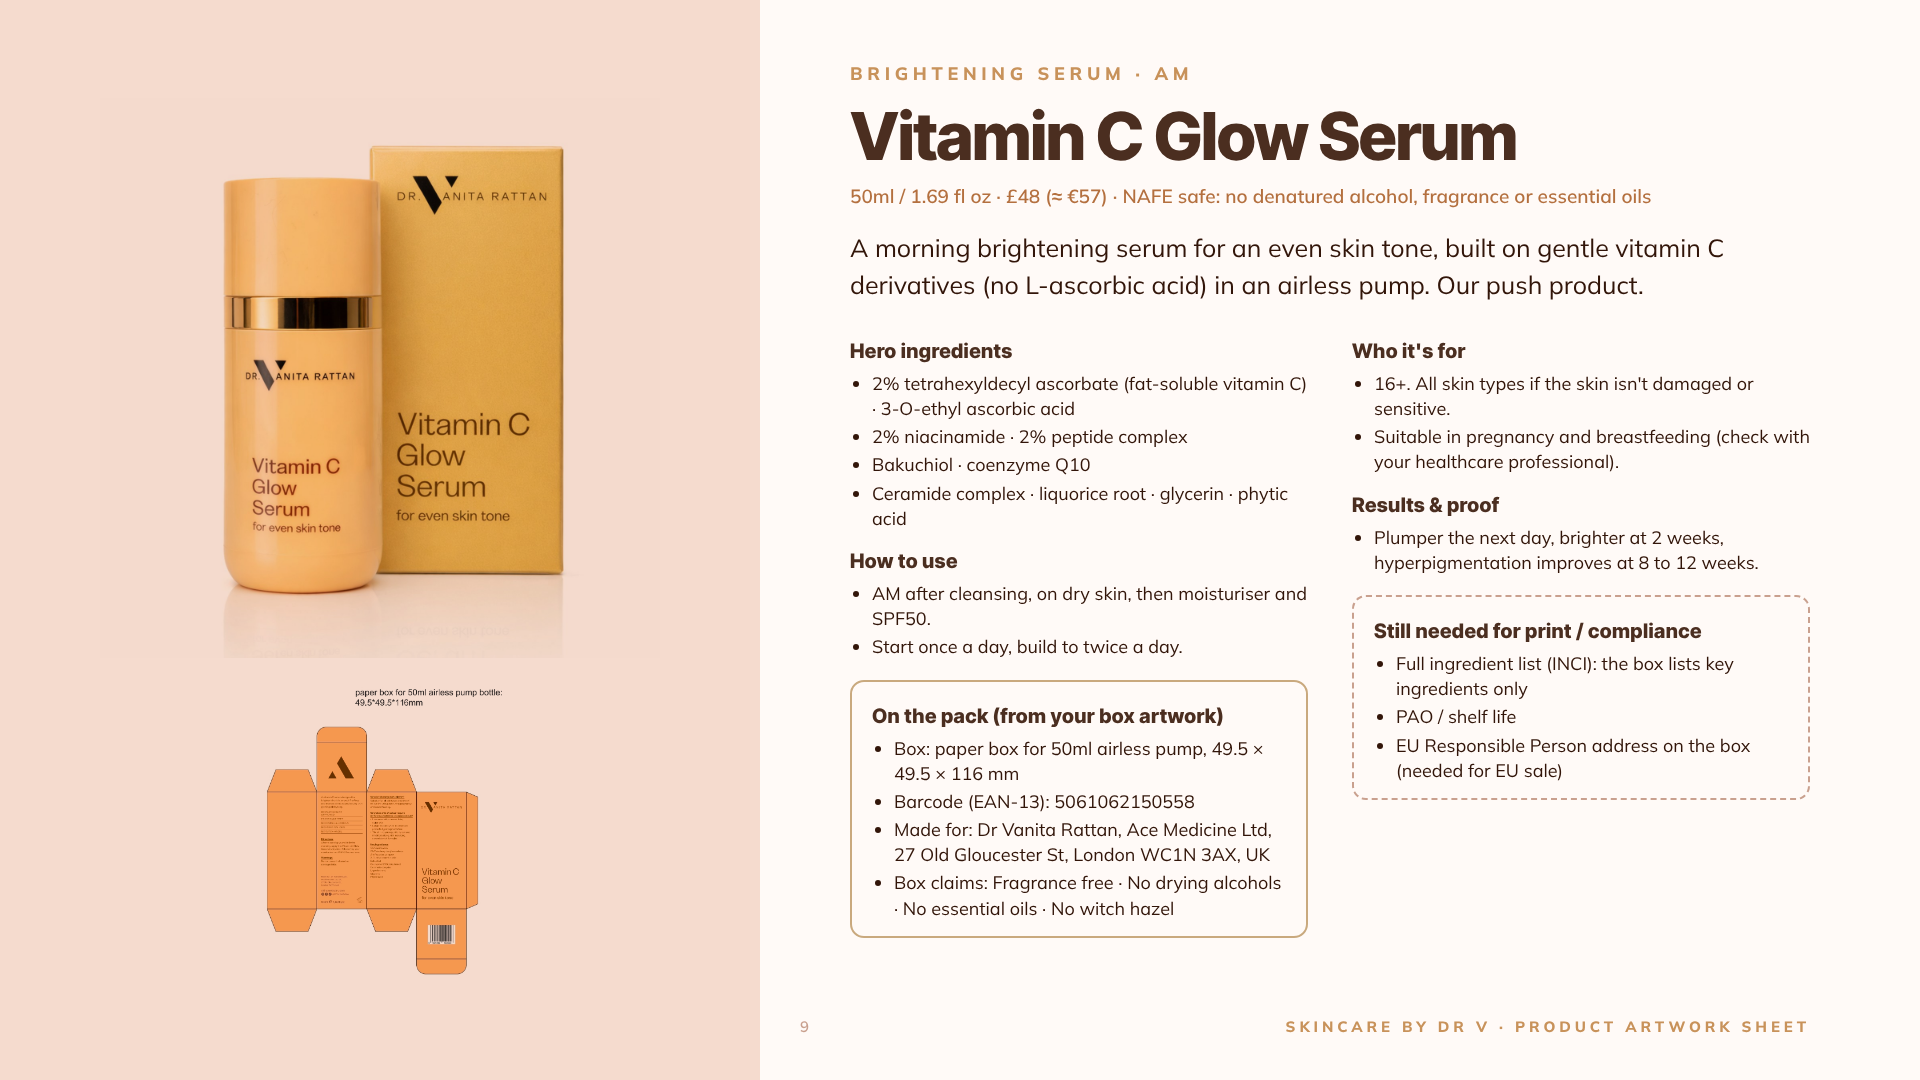 BRIGHTENING SERUM · AM
Vitamin C Glow Serum
50ml / 1.69 fl oz · £48 (≈ €57) · NAFE safe: no denatured alcohol, fragrance or essential oils
A morning brightening serum for an even skin tone, built on gentle vitamin C
derivatives (no L-ascorbic acid) in an airless pump. Our push product.
Hero ingredients
• 2% tetrahexyldecyl ascorbate (fat-soluble vitamin C)
· 3-O-ethyl ascorbic acid
• 2% niacinamide · 2% peptide complex
• Bakuchiol · coenzyme Q10
• Ceramide complex · liquorice root · glycerin · phytic
acid
How to use
• AM after cleansing, on dry skin, then moisturiser and
SPF50.
• Start once a day, build to twice a day.
On the pack (from your box artwork)
• Box: paper box for 50ml airless pump, 49.5 ×
49.5 × 116 mm
• Barcode (EAN-13): 5061062150558
• Made for: Dr Vanita Rattan, Ace Medicine Ltd,
27 Old Gloucester St, London WC1N 3AX, UK
• Box claims: Fragrance free · No drying alcohols
· No essential oils · No witch hazel
Who it's for
• 16+. All skin types if the skin isn't damaged or
sensitive.
• Suitable in pregnancy and breastfeeding (check with
your healthcare professional).
Results & proof
• Plumper the next day, brighter at 2 weeks,
hyperpigmentation improves at 8 to 12 weeks.
Still needed for print / compliance
• Full ingredient list (INCI): the box lists key
ingredients only
• PAO / shelf life
• EU Responsible Person address on the box
(needed for EU sale)
DR. VANITA RATTAN
Vitamin C
Glow
Serum
for even skin tone
DR. VANITA RATTAN
Vitamin C
Glow
Serum
for even skin tone
paper box for 50ml airless pump bottle:
49.5*49.5*116mm
DR. VANITA RATTAN
Vitamin C
Glow
Serum
for even skin tone
9
SKINCARE BY DR V · PRODUCT ARTWORK SHEET